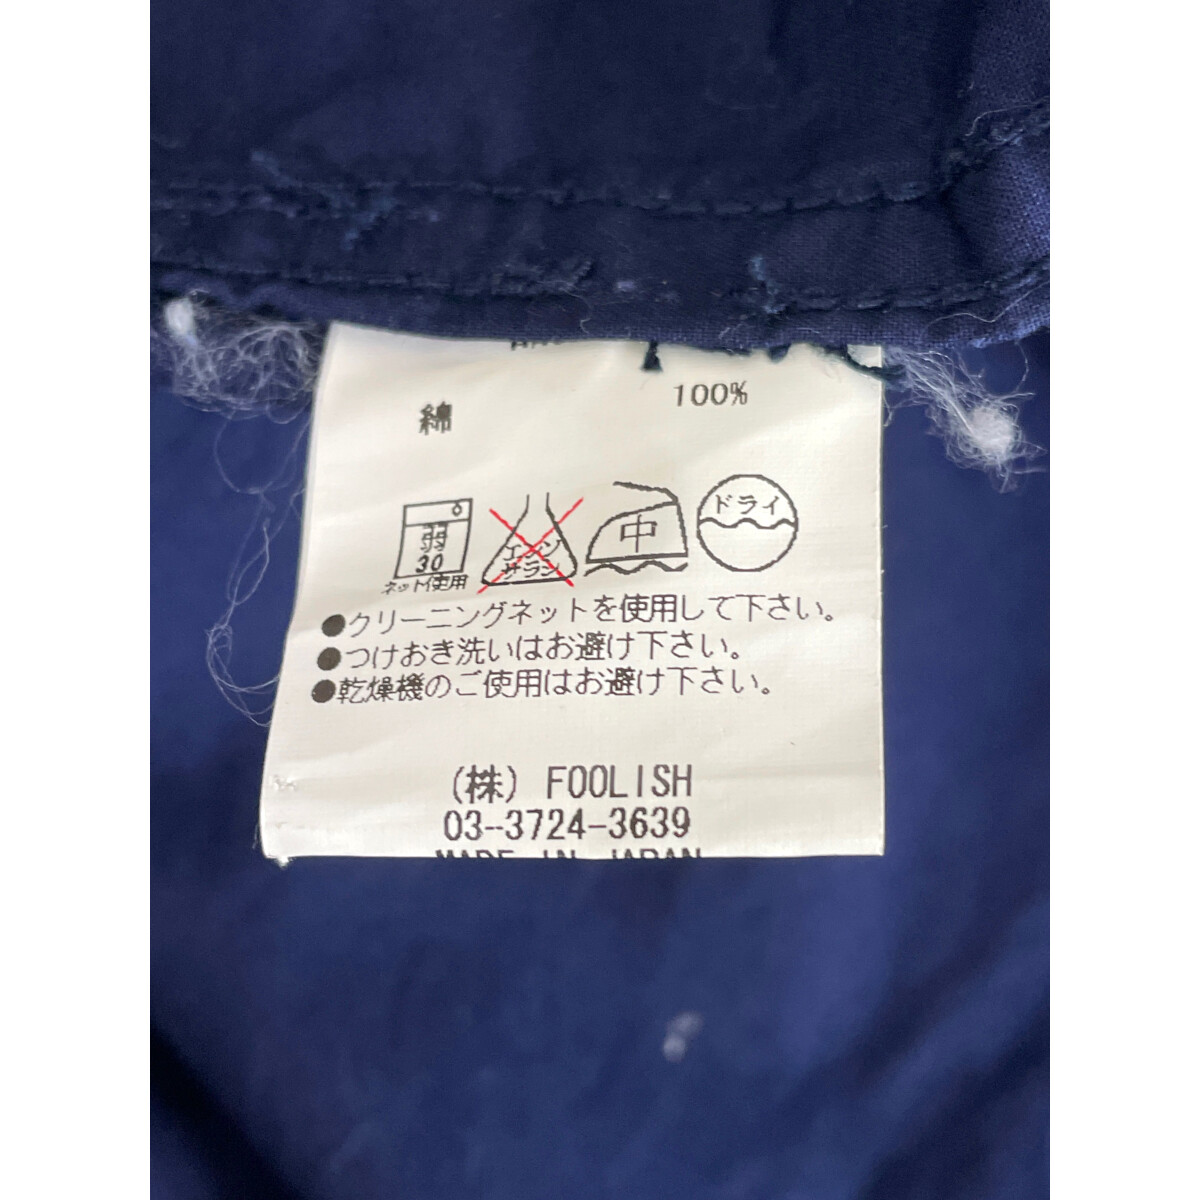 綿 100%
弱
30
ネット使用
エンソ
サラシ
中
ドライ
●クリーニングネットを使用して下さい。
●つけおき洗いはお避け下さい。
●乾燥機のご使用はお避け下さい。
(株) FOOLISH
03-3724-3639
MADE IN JAPAN